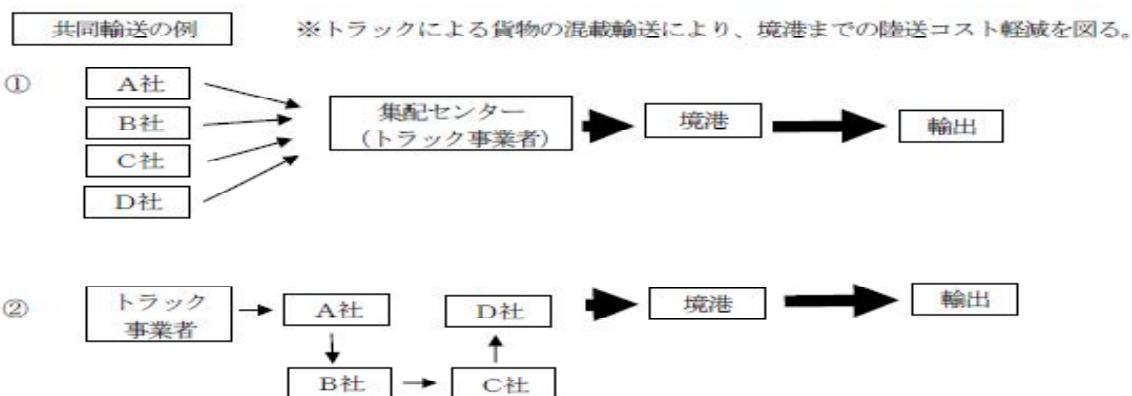 共同輸送の例
※トラックによる貨物の混載輸送により、境港までの陸送コスト軽減を図る。
①
A社
B社
C社
D社
集配センター
(トラック事業者)
境港
輸出
②
トラック
事業者
A社
B社
C社
D社
境港
輸出